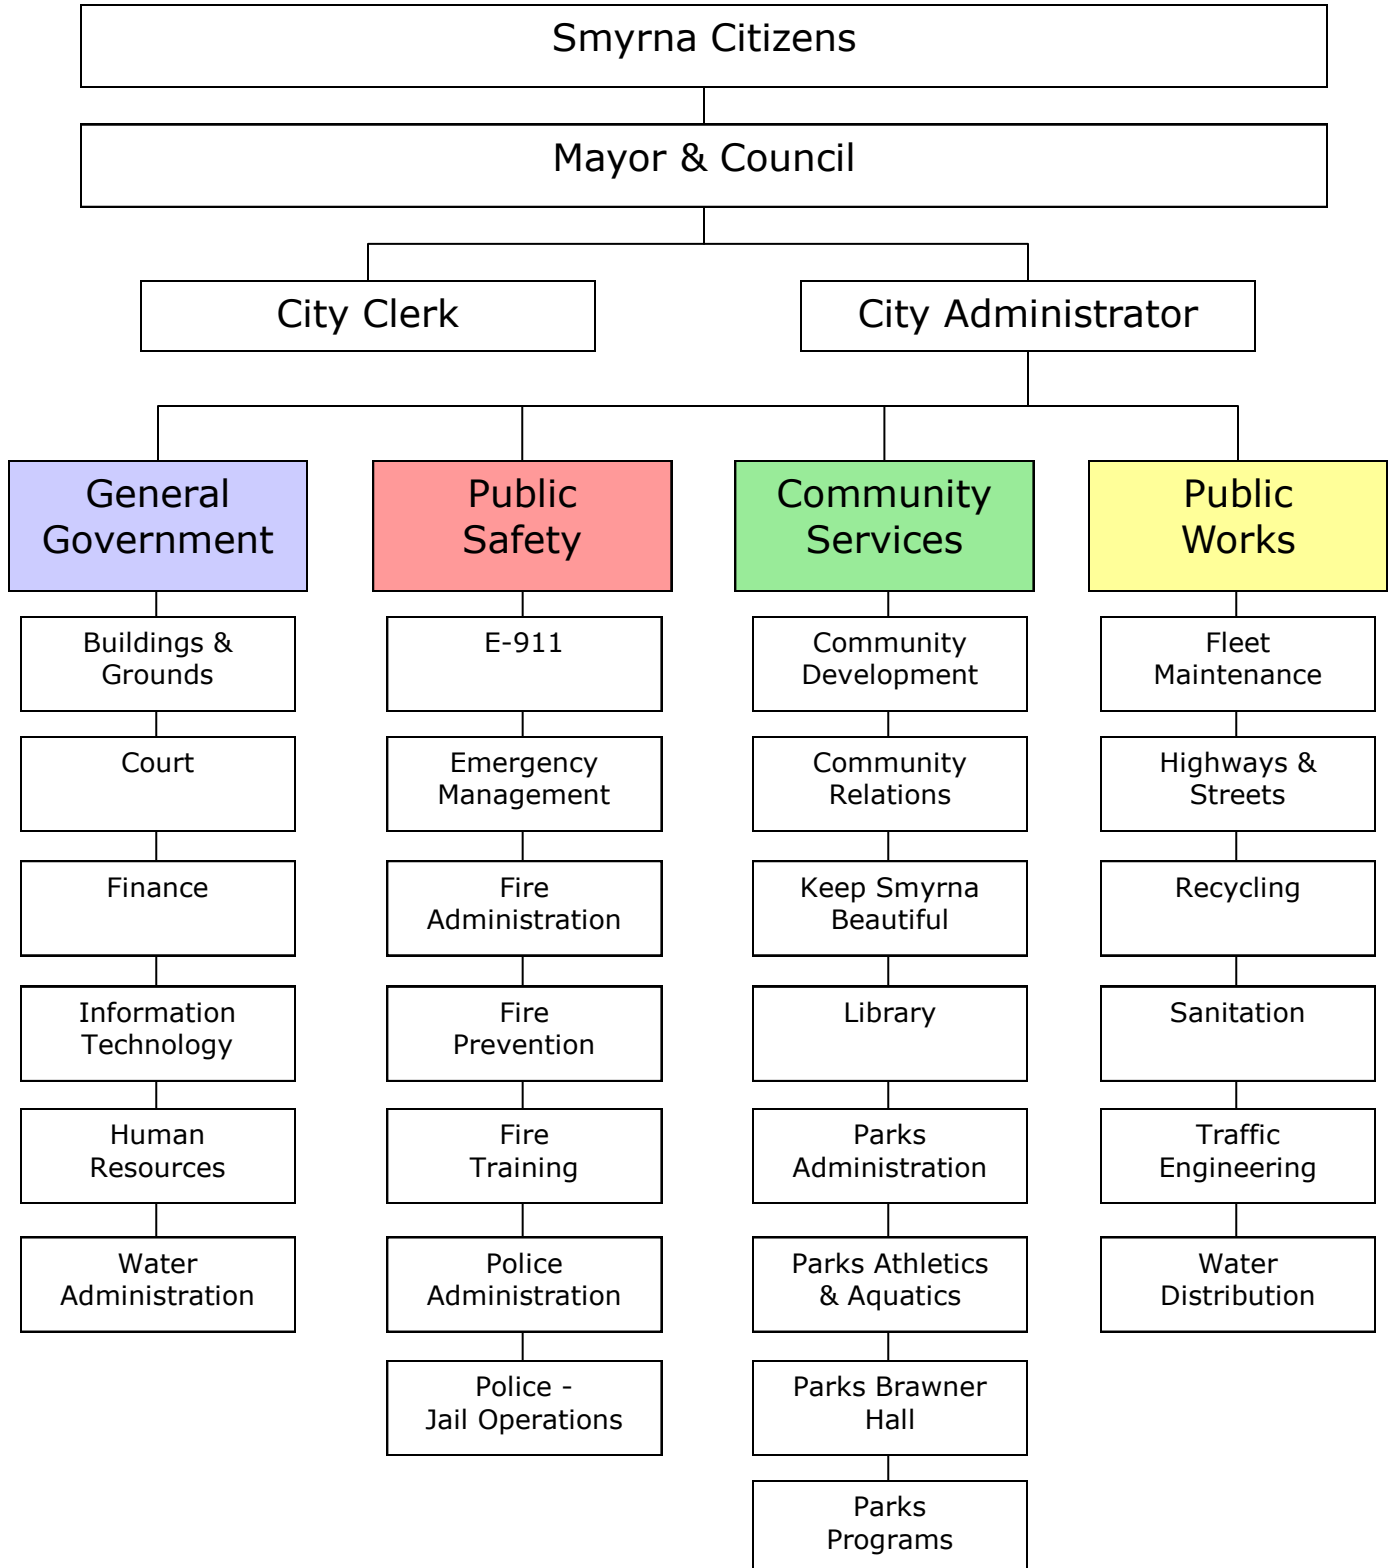 Smyrna Citizens
Mayor & Council
City Clerk
City Administrator
General
Government
Public
Safety
Community
Services
Public
Works
Buildings &
Grounds
Court
Finance
Information
Technology
Human
Resources
Water
Administration
E-911
Emergency
Management
Fire
Administration
Fire
Prevention
Fire
Training
Police
Administration
Police -
Jail Operations
Community
Development
Community
Relations
Keep Smyrna
Beautiful
Library
Parks
Administration
Parks Athletics
& Aquatics
Parks Brawner
Hall
Parks
Programs
Fleet
Maintenance
Highways &
Streets
Recycling
Sanitation
Traffic
Engineering
Water
Distribution